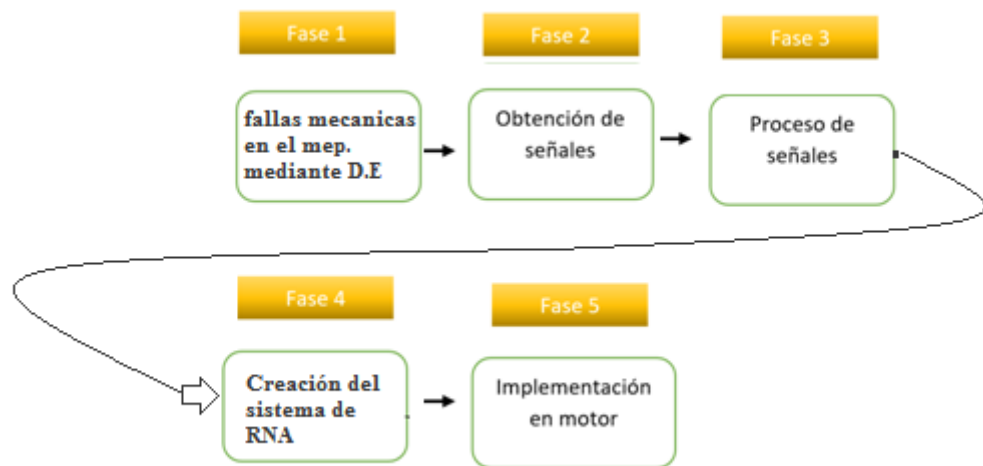 Fase 1
Fase 2
Fase 3
fallas mecanicas
en el mep.
mediante D.E
Obtención de
señales
Proceso de
señales
Fase 4
Fase 5
Creación del
sistema de
RNA
Implementación
en motor